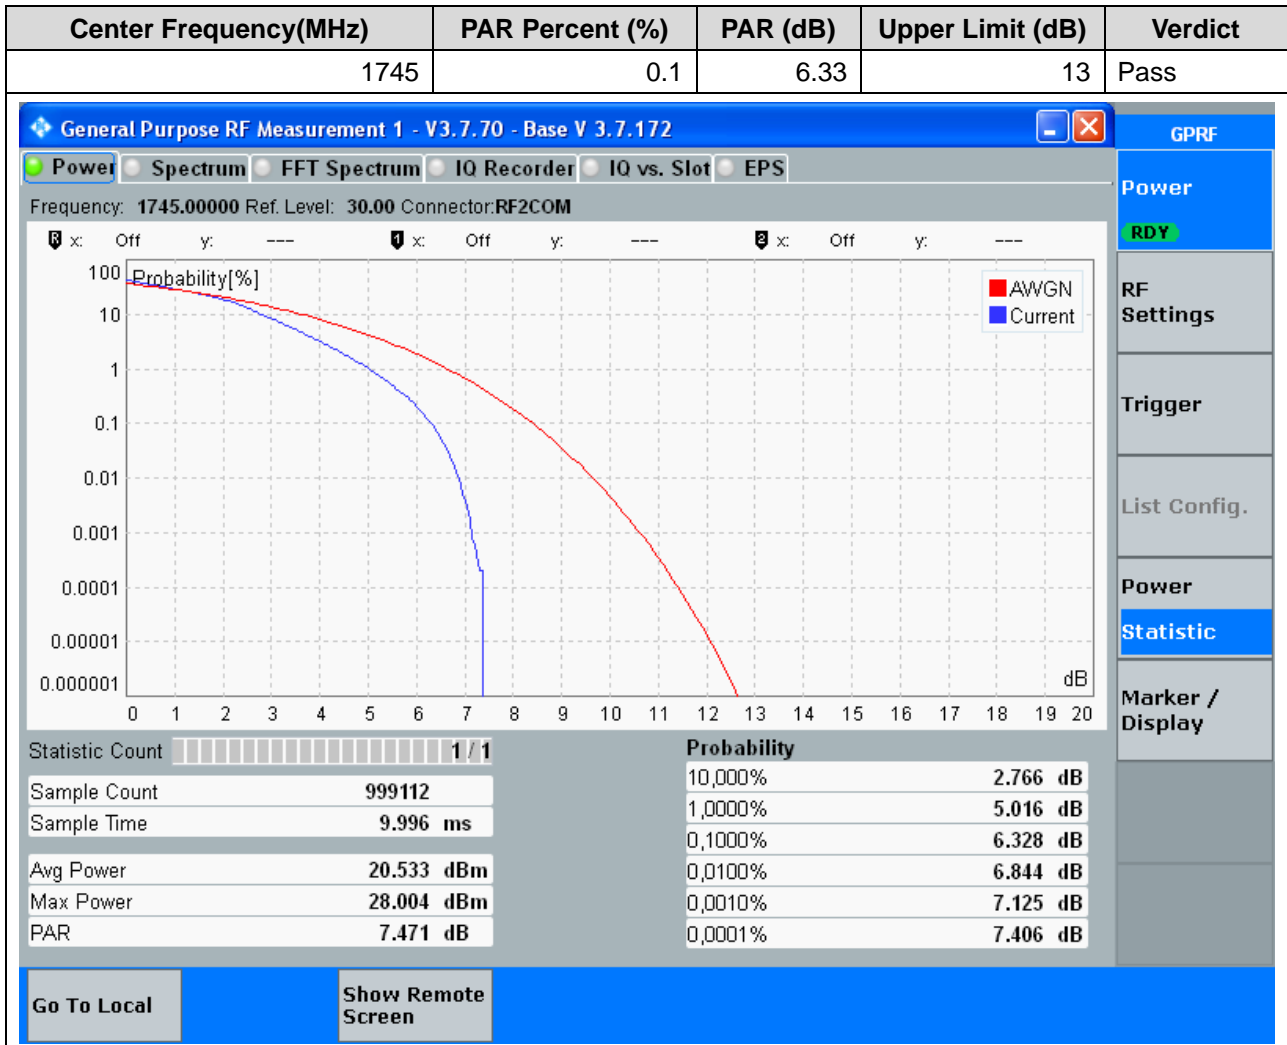 Center Frequency(MHz) PAR Percent (%) PAR (dB) Upper Limit (dB) Verdict
1745 0.1 6.33 13 Pass
General Purpose RF Measurement 1 - V3.7.70 - Base V 3.7.172
GPRF
Power Spectrum FFT Spectrum IQ Recorder IQ vs. Slot EPS
Frequency: 1745.00000 Ref. Level: 30.00 Connector:RF2COM
R x: Off y: --- 1 x: Off y: --- 2 x: Off y: ---
Probability[%]
100
10
1
0.1
0.01
0.001
0.0001
0.00001
0.000001
AWGN
Current
dB
0 1 2 3 4 5 6 7 8 9 10 11 12 13 14 15 16 17 18 19 20
Statistic Count 1 / 1
Sample Count 999112
Sample Time 9.996 ms
Avg Power 20.533 dBm
Max Power 28.004 dBm
PAR 7.471 dB
Probability
10,000% 2.766 dB
1,0000% 5.016 dB
0,1000% 6.328 dB
0,0100% 6.844 dB
0,0010% 7.125 dB
0,0001% 7.406 dB
Power
RDY
RF
Settings
Trigger
List Config.
Power
Statistic
Marker /
Display
Go To Local
Show Remote
Screen